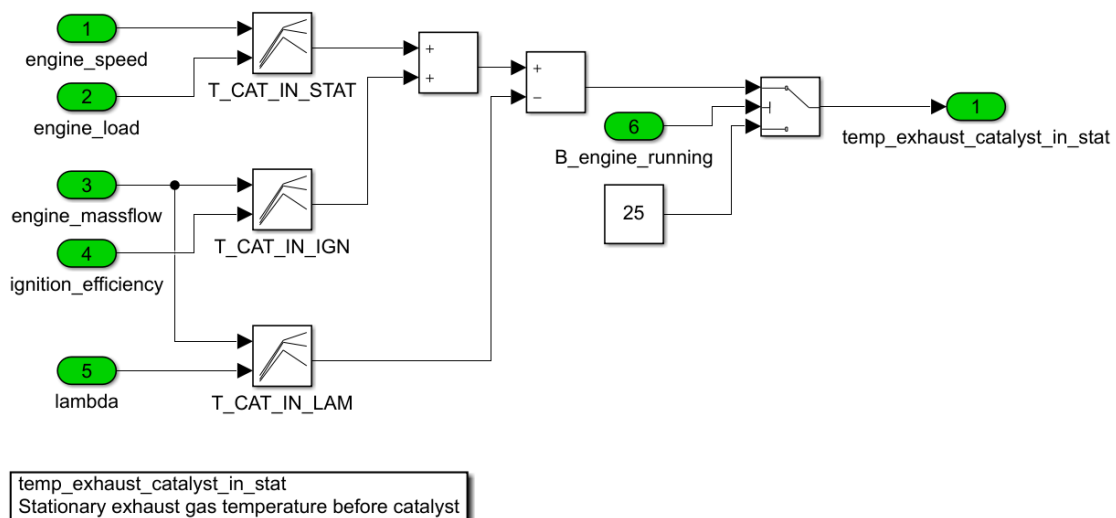 1
engine_speed
2
engine_load
T_CAT_IN_STAT
+
+
+
−
6
B_engine_running
25
1
temp_exhaust_catalyst_in_stat
3
engine_massflow
4
ignition_efficiency
T_CAT_IN_IGN
5
lambda
T_CAT_IN_LAM
temp_exhaust_catalyst_in_stat
Stationary exhaust gas temperature before catalyst